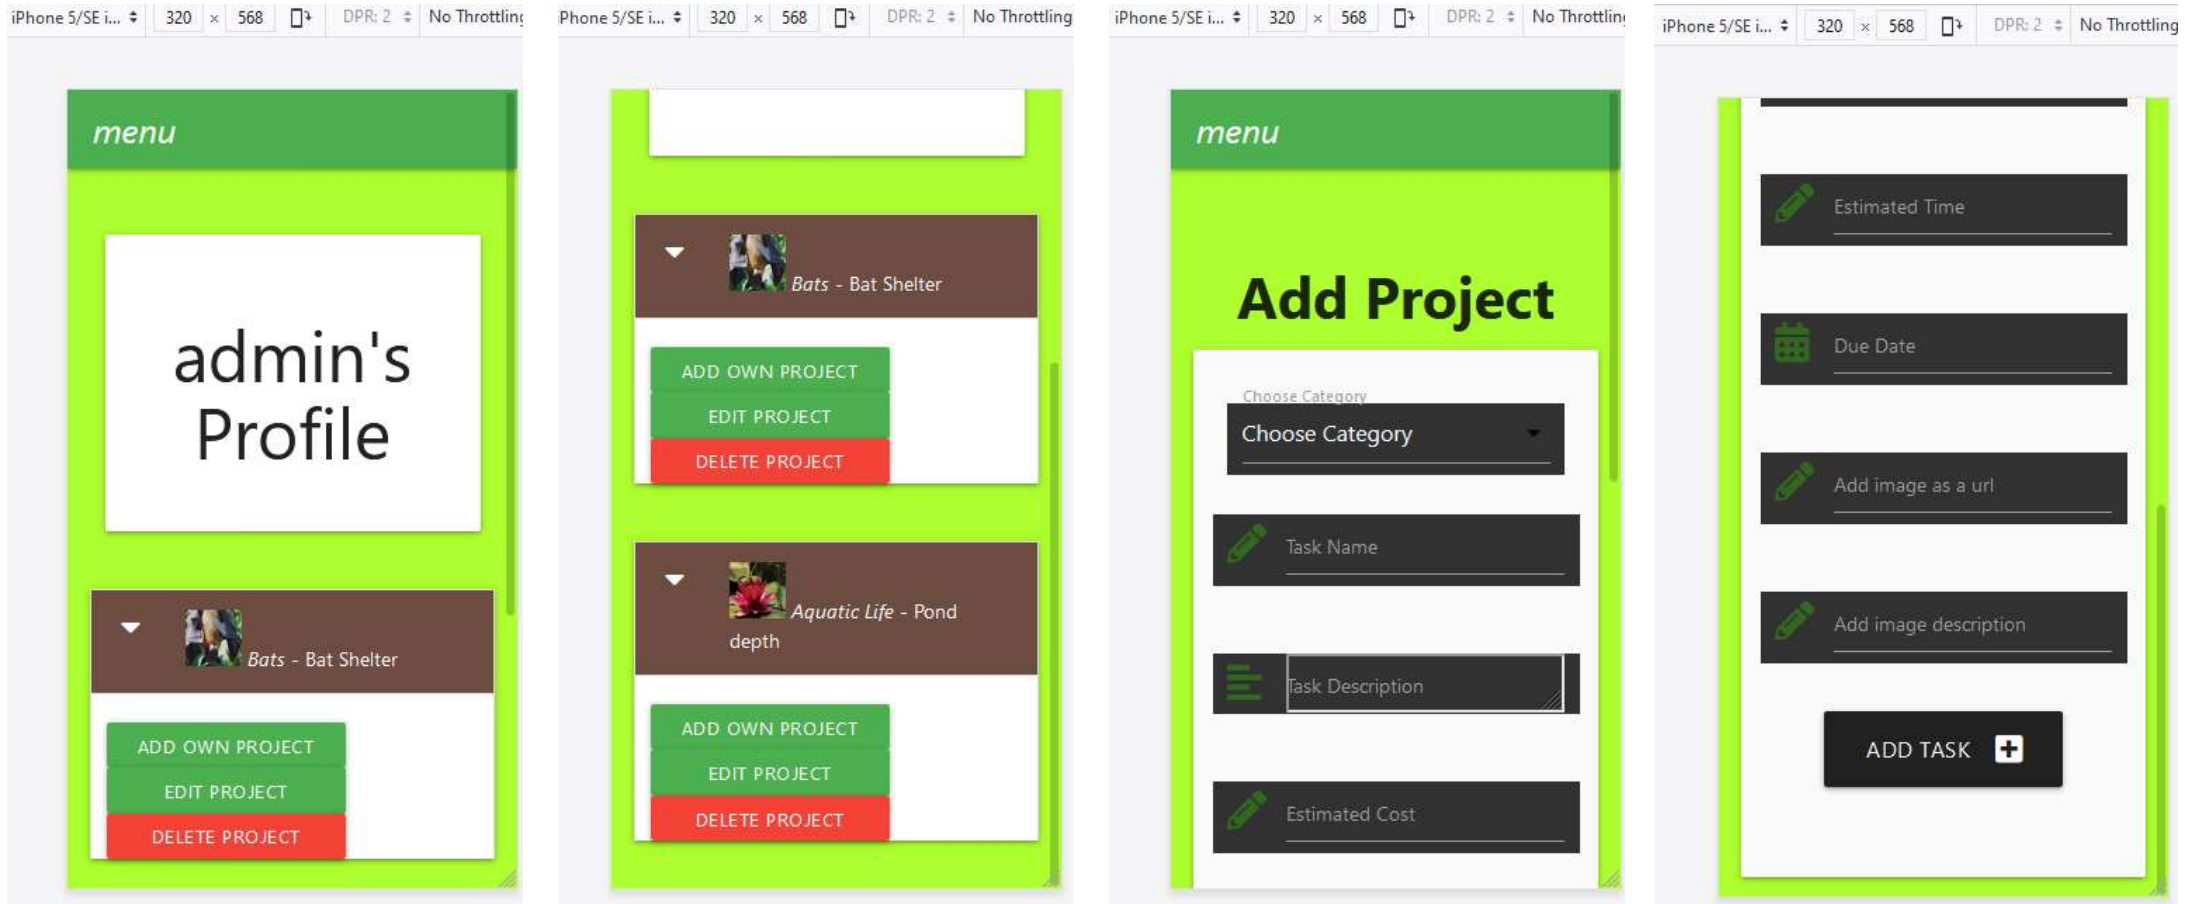 iPhone 5/SE i... 320 × 568 DPR: 2 No Throttling
menu
admin's
Profile
Bats - Bat Shelter
ADD OWN PROJECT
EDIT PROJECT
DELETE PROJECT
iPhone 5/SE i... 320 × 568 DPR: 2 No Throttling
Bats - Bat Shelter
ADD OWN PROJECT
EDIT PROJECT
DELETE PROJECT
Aquatic Life - Pond
depth
ADD OWN PROJECT
EDIT PROJECT
DELETE PROJECT
iPhone 5/SE i... 320 × 568 DPR: 2 No Throttling
menu
Add Project
Choose Category
Choose Category
Task Name
Task Description
Estimated Cost
iPhone 5/SE i... 320 × 568 DPR: 2 No Throttling
Estimated Time
Due Date
Add image as a url
Add image description
ADD TASK